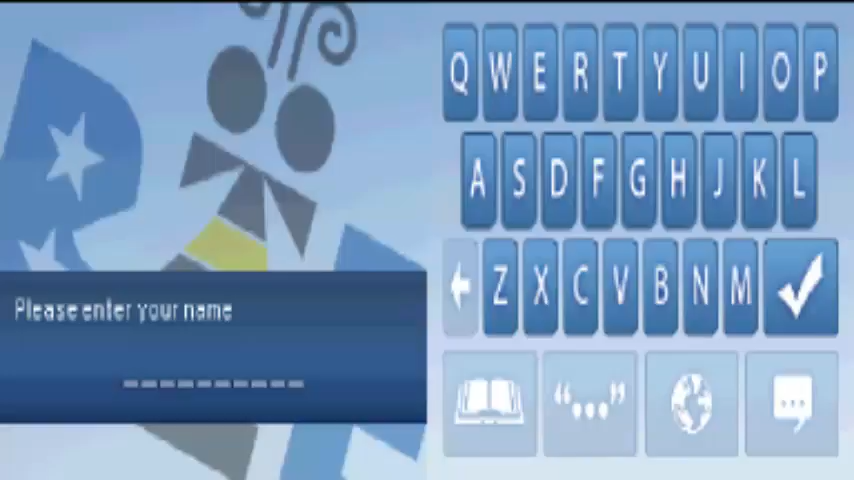 Please enter your name
Q W E R T Y U I O P
A S D F G H J K L
Z X C V B N M